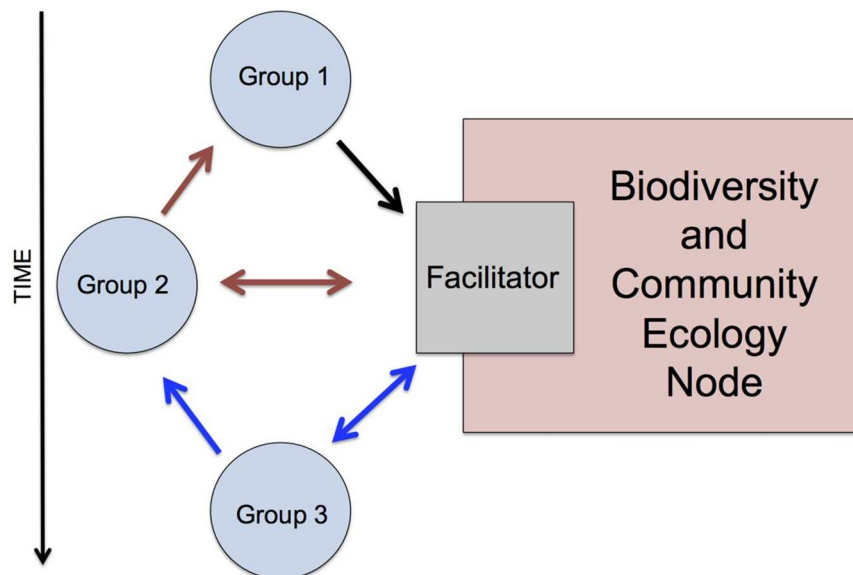 Group 1
Biodiversity
and
Community
Ecology
Node
Facilitator
Group 2
TIME
Group 3